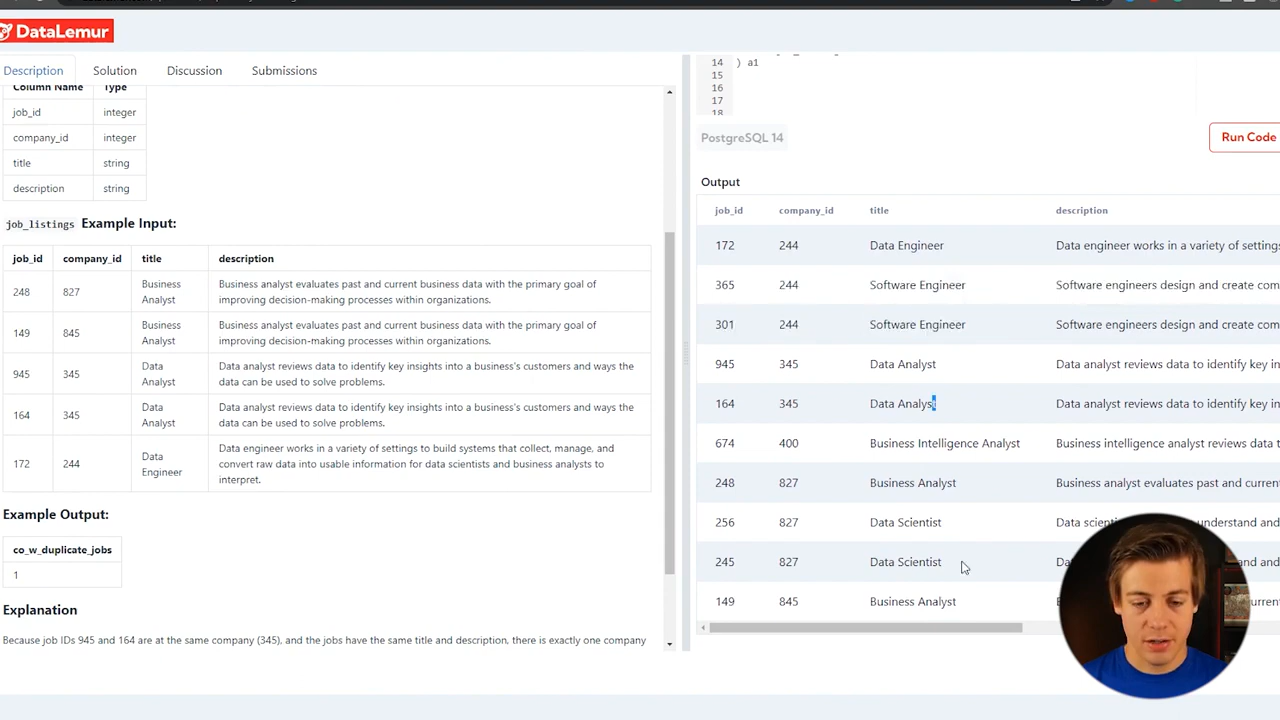 DataLemur
Description
Solution
Discussion
Submissions
Column Name Type
job_id integer
company_id integer
title string
description string
job_listings Example Input:
job_id company_id title description
248 827 Business Analyst Business analyst evaluates past and current business data with the primary goal of
improving decision-making processes within organizations.
149 845 Business Analyst Business analyst evaluates past and current business data with the primary goal of
improving decision-making processes within organizations.
945 345 Data Analyst Data analyst reviews data to identify key insights into a business's customers and ways the
data can be used to solve problems.
164 345 Data Analyst Data analyst reviews data to identify key insights into a business's customers and ways the
data can be used to solve problems.
172 244 Data Engineer Data engineer works in a variety of settings to build systems that collect, manage, and
convert raw data into usable information for data scientists and business analysts to
interpret.
Example Output:
co_w_duplicate_jobs
1
Explanation
Because job IDs 945 and 164 are at the same company (345), and the jobs have the same title and description, there is exactly one company
14 ) a1
15
16
17
18
PostgreSQL 14
Run Code
Output
job_id company_id title description
172 244 Data Engineer Data engineer works in a variety of settings
365 244 Software Engineer Software engineers design and create com
301 244 Software Engineer Software engineers design and create com
945 345 Data Analyst Data analyst reviews data to identify key in
164 345 Data Analyst Data analyst reviews data to identify key in
674 400 Business Intelligence Analyst Business intelligence analyst reviews data t
248 827 Business Analyst Business analyst evaluates past and current
256 827 Data Scientist Data understand and
245 827 Data Scientist and
149 845 Business Analyst